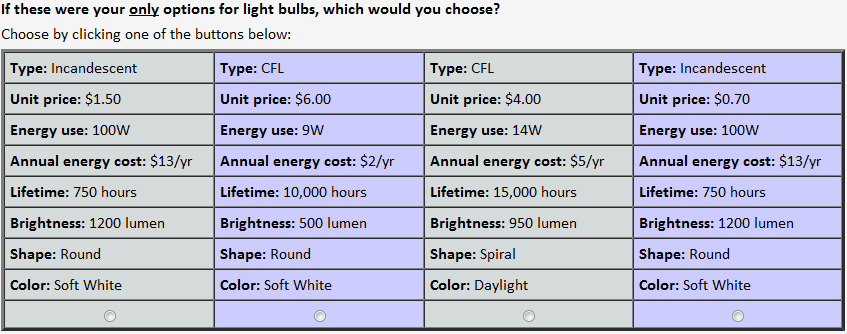 If these were your only options for light bulbs, which would you choose?
Choose by clicking one of the buttons below:
Type: Incandescent Type: CFL Type: CFL Type: Incandescent
Unit price: $1.50 Unit price: $6.00 Unit price: $4.00 Unit price: $0.70
Energy use: 100W Energy use: 9W Energy use: 14W Energy use: 100W
Annual energy cost: $13/yr Annual energy cost: $2/yr Annual energy cost: $5/yr Annual energy cost: $13/yr
Lifetime: 750 hours Lifetime: 10,000 hours Lifetime: 15,000 hours Lifetime: 750 hours
Brightness: 1200 lumen Brightness: 500 lumen Brightness: 950 lumen Brightness: 1200 lumen
Shape: Round Shape: Round Shape: Spiral Shape: Round
Color: Soft White Color: Soft White Color: Daylight Color: Soft White